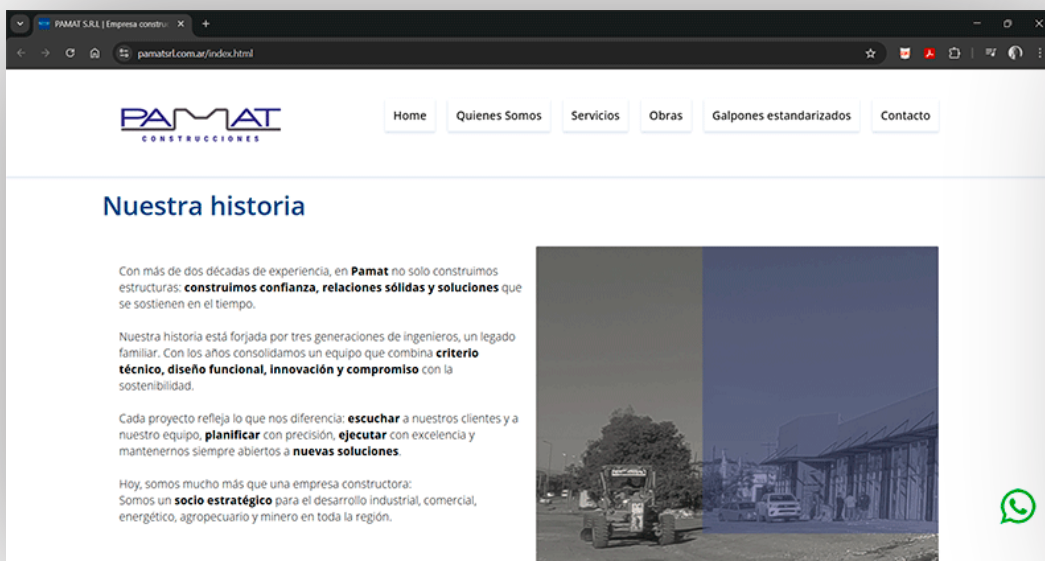 PAMAT S.R.L | Empresa constru
pamatsrl.com.ar/index.html
PAMAT
CONSTRUCCIONES
Home
Quienes Somos
Servicios
Obras
Galpones estandarizados
Contacto
Nuestra historia
Con más de dos décadas de experiencia, en Pamat no solo construimos
estructuras: construimos confianza, relaciones sólidas y soluciones que
se sostienen en el tiempo.
Nuestra historia está forjada por tres generaciones de ingenieros, un legado
familiar. Con los años consolidamos un equipo que combina criterio
técnico, diseño funcional, innovación y compromiso con la
sostenibilidad.
Cada proyecto refleja lo que nos diferencia: escuchar a nuestros clientes y a
nuestro equipo, planificar con precisión, ejecutar con excelencia y
mantenernos siempre abiertos a nuevas soluciones.
Hoy, somos mucho más que una empresa constructora:
Somos un socio estratégico para el desarrollo industrial, comercial,
energético, agropecuario y minero en toda la región.